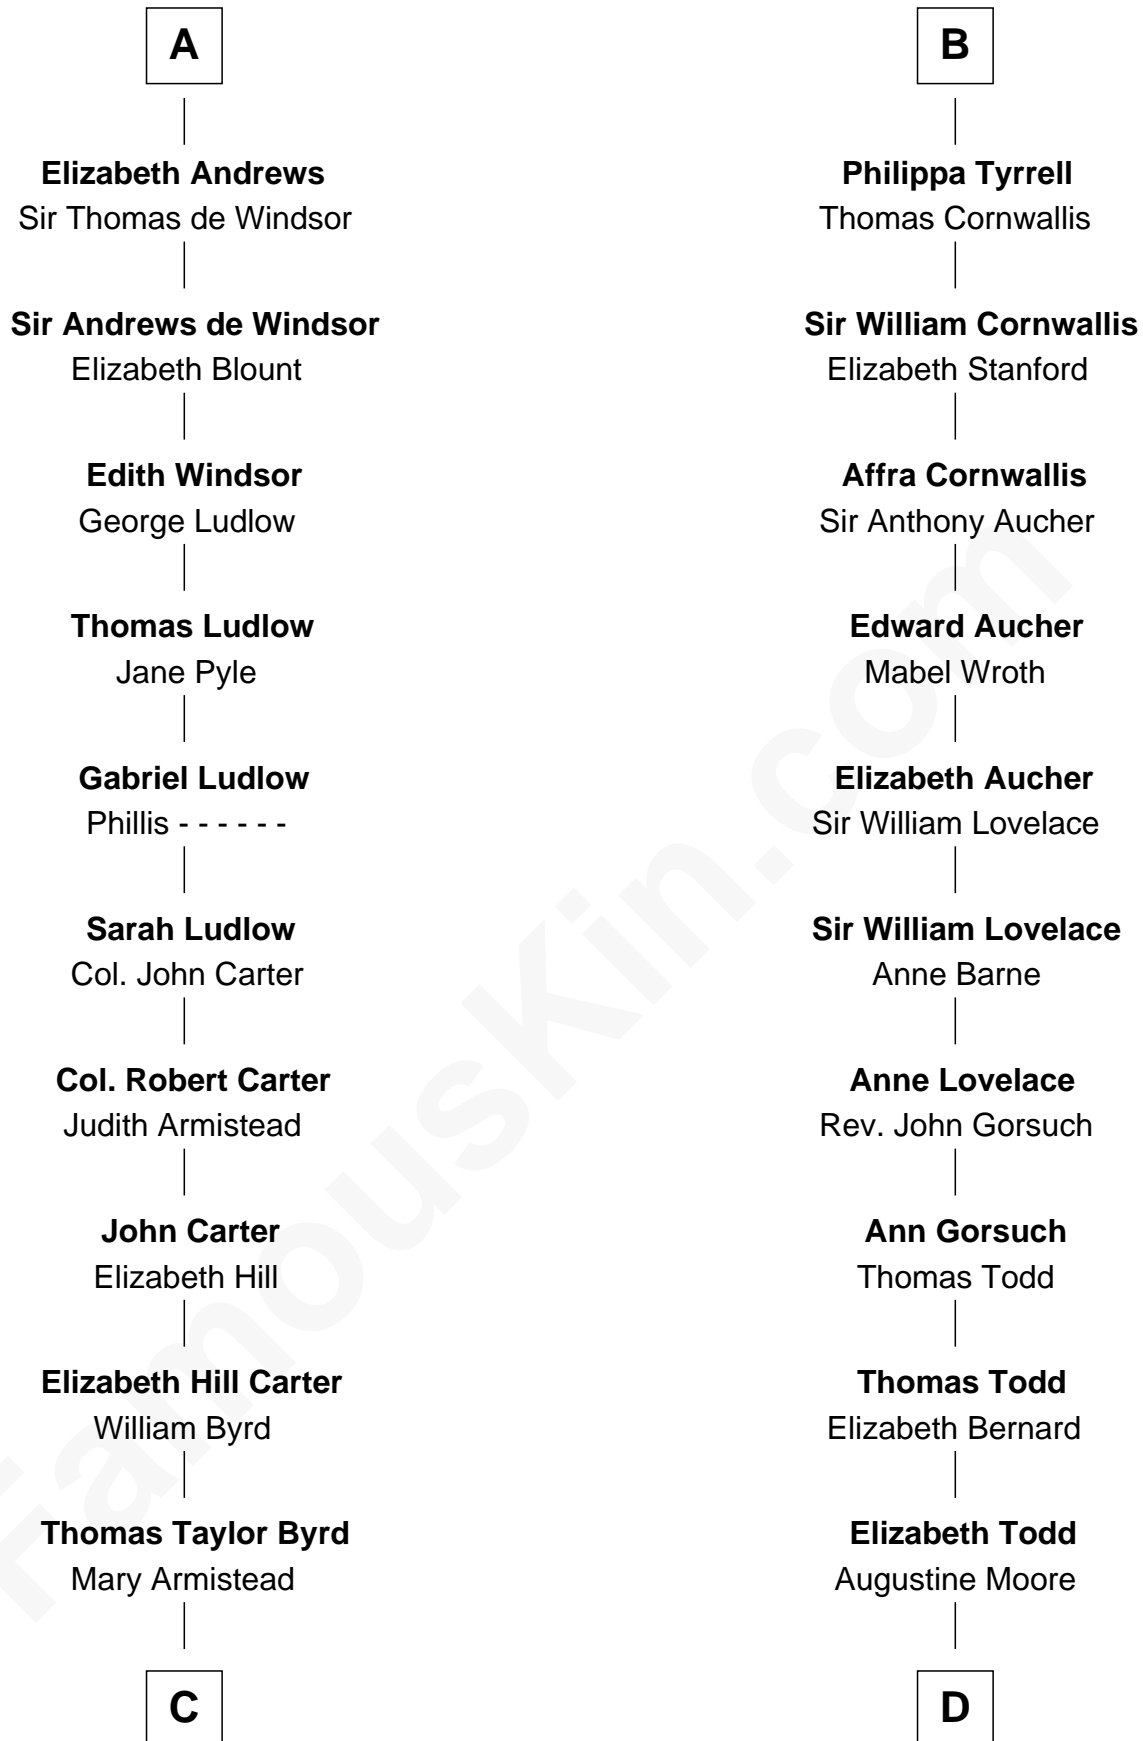 A
Elizabeth Andrews
Sir Thomas de Windsor
Sir Andrews de Windsor
Elizabeth Blount
Edith Windsor
George Ludlow
Thomas Ludlow
Jane Pyle
Gabriel Ludlow
Phillis - - - - - -
Sarah Ludlow
Col. John Carter
Col. Robert Carter
Judith Armistead
John Carter
Elizabeth Hill
Elizabeth Hill Carter
William Byrd
Thomas Taylor Byrd
Mary Armistead
C
B
Philippa Tyrrell
Thomas Cornwallis
Sir William Cornwallis
Elizabeth Stanford
Affra Cornwallis
Sir Anthony Aucher
Edward Aucher
Mabel Wroth
Elizabeth Aucher
Sir William Lovelace
Sir William Lovelace
Anne Barne
Anne Lovelace
Rev. John Gorsuch
Ann Gorsuch
Thomas Todd
Thomas Todd
Elizabeth Bernard
Elizabeth Todd
Augustine Moore
D
FamousKin.com